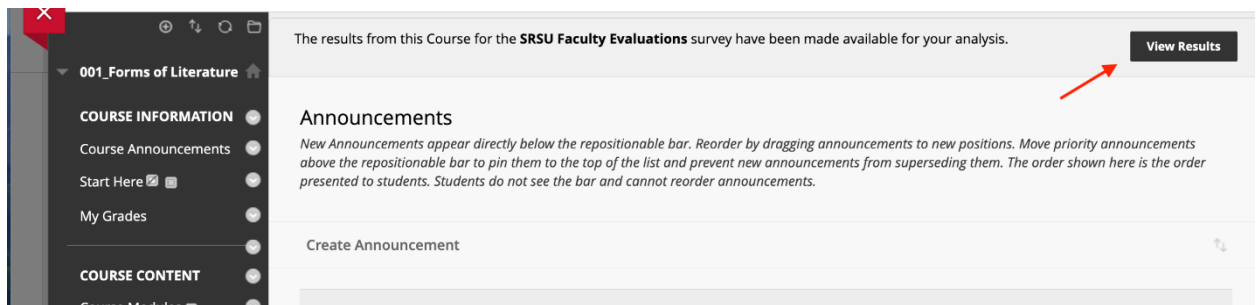 The results from this Course for the SRSU Faculty Evaluations survey have been made available for your analysis.
View Results
001_Forms of Literature
COURSE INFORMATION
Course Announcements
Start Here
My Grades
COURSE CONTENT
Course Modules
Announcements
New Announcements appear directly below the repositionable bar. Reorder by dragging announcements to new positions. Move priority announcements
above the repositionable bar to pin them to the top of the list and prevent new announcements from superseding them. The order shown here is the order
presented to students. Students do not see the bar and cannot reorder announcements.
Create Announcement